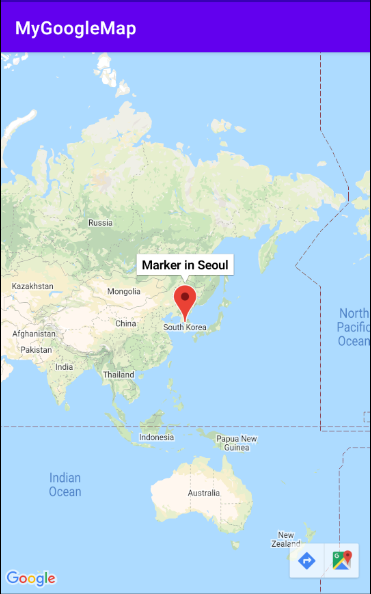 MyGoogleMap
Russia
Marker in Seoul
Kazakhstan
Mongolia
North
Pacific
Ocean
China
South Korea
Afghanistan
Pakistan
India
Thailand
Indonesia
Papua New
Guinea
Indian
Ocean
Australia
New
Zealand
Google